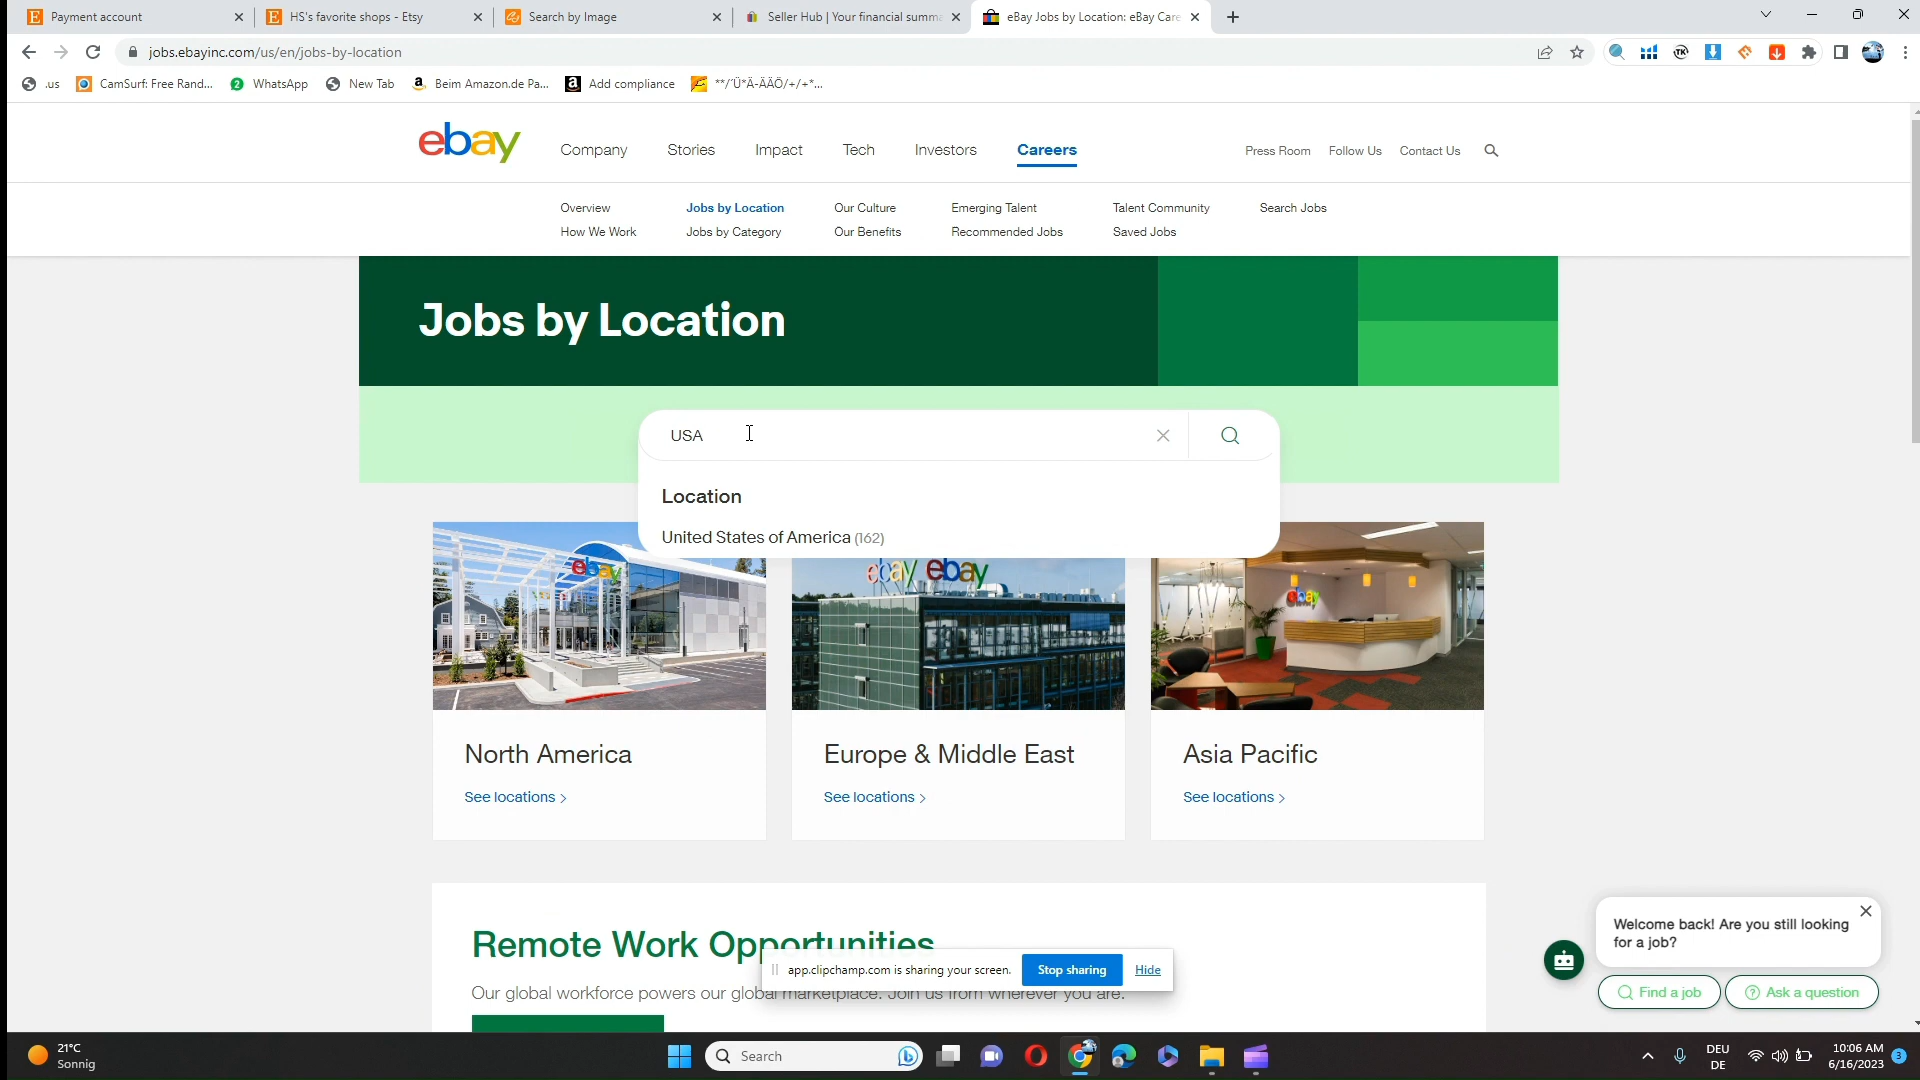 Payment account
HS's favorite shops - Etsy
Search by Image
Seller Hub | Your financial summa
eBay Jobs by Location: eBay Care
jobs.ebayinc.com/us/en/jobs-by-location
.us
CamSurf: Free Rand...
2
WhatsApp
New Tab
Beim Amazon.de Pa...
Add compliance
**/´Ü*Ä-ÄÄÖ/+/+*...
ebay
Company
Stories
Impact
Tech
Investors
Careers
Press Room
Follow Us
Contact Us
Overview
Jobs by Location
Our Culture
Emerging Talent
Talent Community
Search Jobs
How We Work
Jobs by Category
Our Benefits
Recommended Jobs
Saved Jobs
Jobs by Location
USA
Location
United States of America (162)
ebay
ebay ebay
ebay
North America
Europe & Middle East
Asia Pacific
See locations >
See locations >
See locations >
Remote Work Opportunities
Our global workforce powers our global marketplace. Join us from wherever you are.
app.clipchamp.com is sharing your screen.
Stop sharing
Hide
Welcome back! Are you still looking
for a job?
Find a job
Ask a question
21°C
Sonnig
Search
DEU
DE
10:06 AM
6/16/2023
3